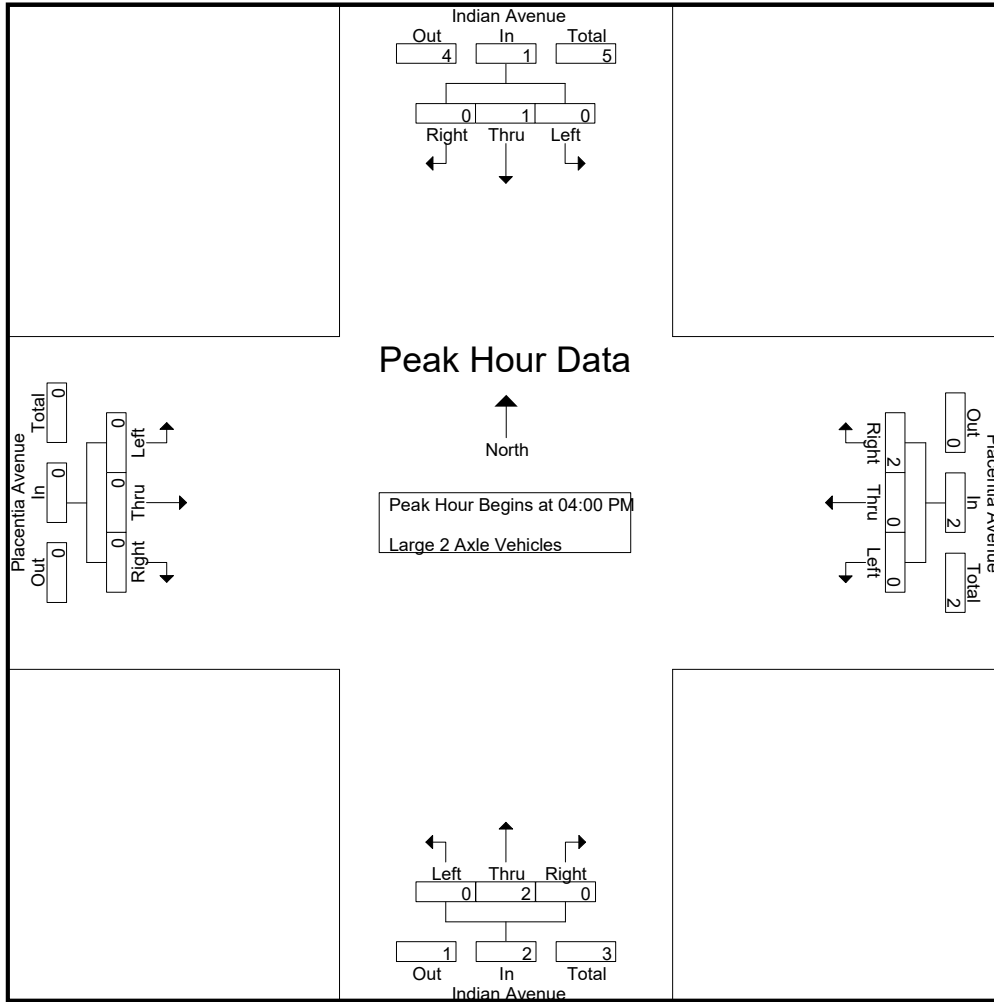 Indian Avenue
Out In Total
4 1 5
0 1 0
Right Thru Left
Peak Hour Data
North
Peak Hour Begins at 04:00 PM
Large 2 Axle Vehicles
Placentia Avenue
Total In Out
0 0 0
0 0 0
Left Thru Right
Right Thru Left
2 0 0
Out In Total
0 2 2
Placentia Avenue
Left Thru Right
0 2 0
1 2 3
Out In Total
Indian Avenue